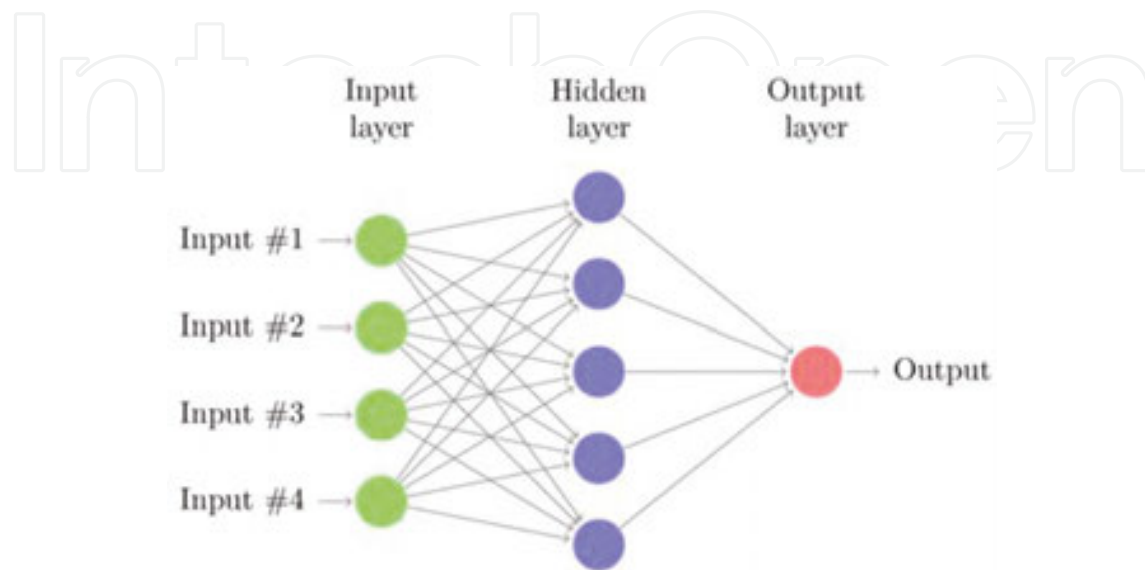 IntechOpen
Input
layer
Hidden
layer
Output
layer
Input #1
Input #2
Input #3
Input #4
Output